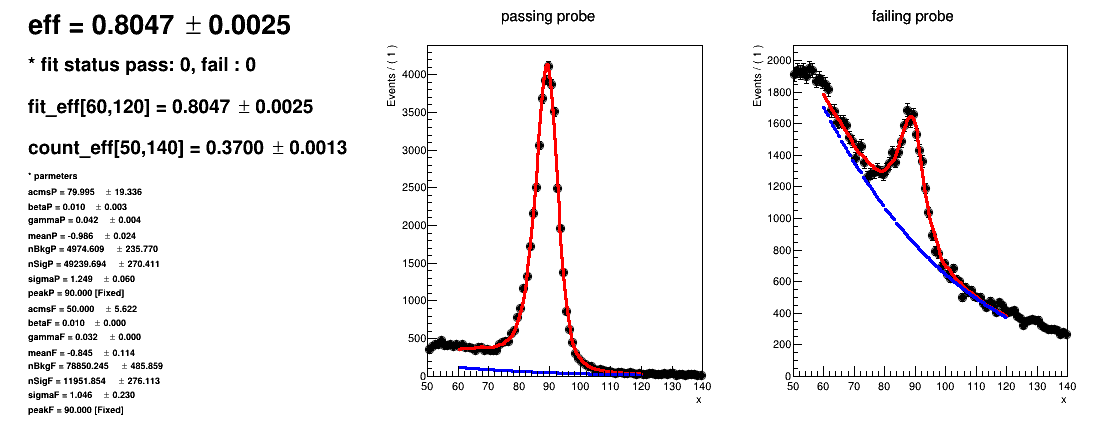 eff = 0.8047 ± 0.0025
* fit status pass: 0, fail : 0
fit_eff[60,120] = 0.8047 ± 0.0025
count_eff[50,140] = 0.3700 ± 0.0013
* parmeters
acmsP = 79.995 ± 19.336
betaP = 0.010 ± 0.003
gammaP = 0.042 ± 0.004
meanP = -0.986 ± 0.024
nBkgP = 4974.609 ± 235.770
nSigP = 49239.694 ± 270.411
sigmaP = 1.249 ± 0.060
peakP = 90.000 [Fixed]
acmsF = 50.000 ± 5.622
betaF = 0.010 ± 0.000
gammaF = 0.032 ± 0.000
meanF = -0.845 ± 0.114
nBkgF = 78850.245 ± 485.859
nSigF = 11951.854 ± 276.113
sigmaF = 1.046 ± 0.230
peakF = 90.000 [Fixed]
passing probe
Events / ( 1 )
4000
3500
3000
2500
2000
1500
1000
500
0
50 60 70 80 90 100 110 120 130 140
x
failing probe
Events / ( 1 )
2000
1800
1600
1400
1200
1000
800
600
400
200
0
50 60 70 80 90 100 110 120 130 140
x